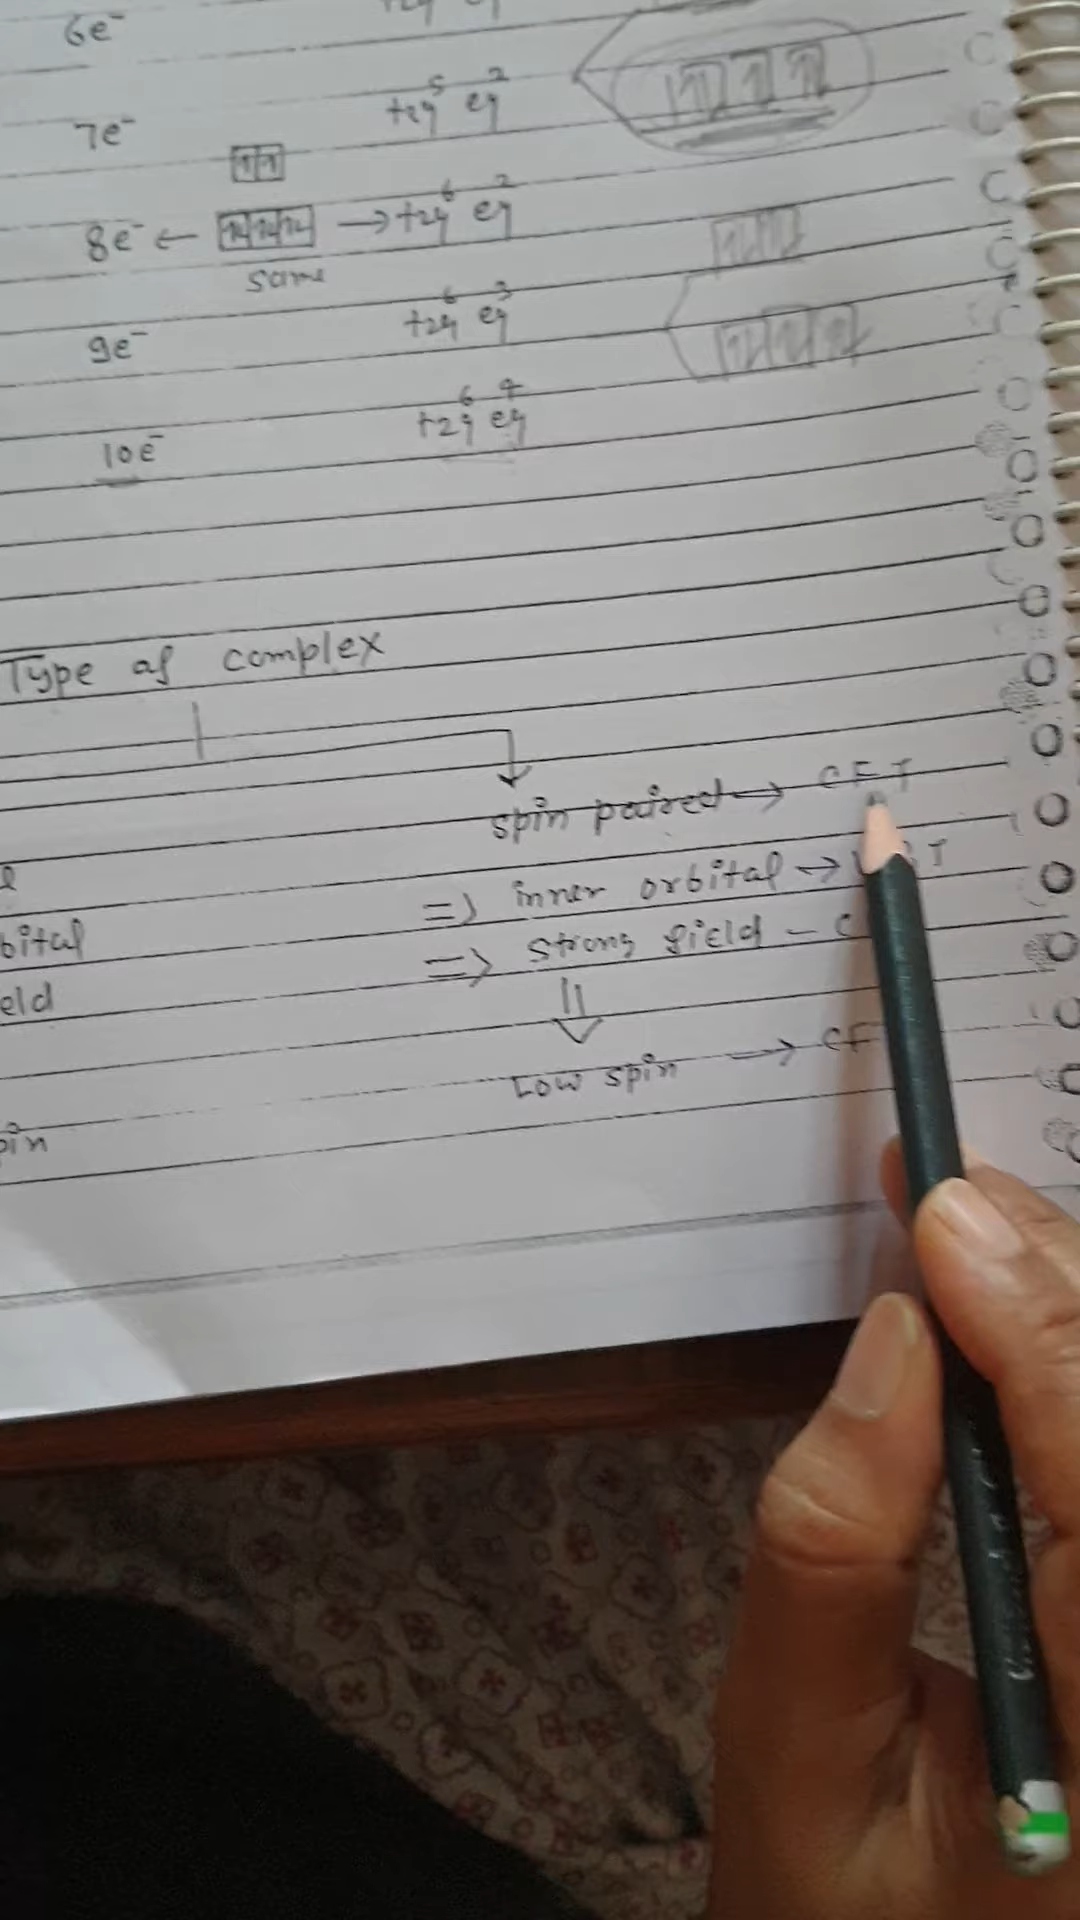 6e⁻
7e⁻ t2g⁵ eg²
8e⁻ ← → t2g⁶ eg²
same
9e⁻ t2g⁶ eg³
10e⁻ t2g⁶ eg⁴
Type of complex
spin paired → CFT
=> inner orbital →
bital
=> strong field -
eld
Low spin → CF
pin